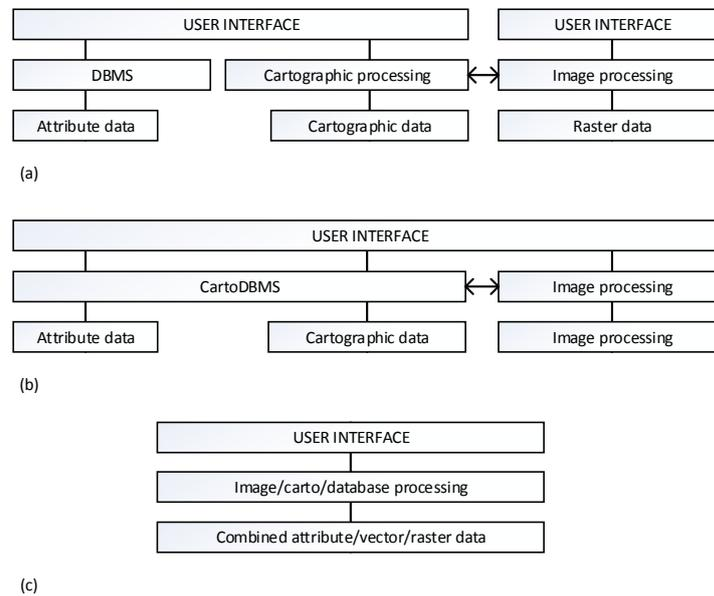 USER INTERFACE
USER INTERFACE
DBMS
Cartographic processing
Image processing
Attribute data
Cartographic data
Raster data
(a)
USER INTERFACE
CartoDBMS
Image processing
Attribute data
Cartographic data
Image processing
(b)
USER INTERFACE
Image/carto/database processing
Combined attribute/vector/raster data
(c)